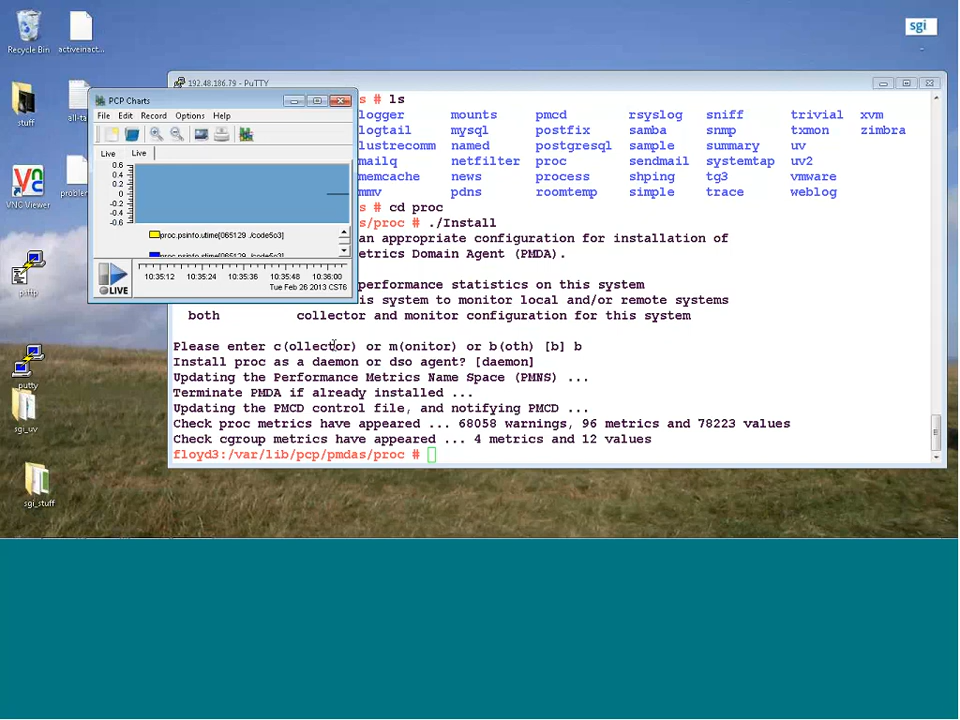 Recycle Bin
activeinact...
sgi
stuff
all-ta
VNC Viewer
problem
psftp
putty
sgi_uv
sgi_stuff
192.48.186.79 - PuTTY
s # ls
logger mounts pmcd rsyslog sniff trivial xvm
logtail mysql postfix samba snmp txmon zimbra
lustrecomm named postgresql sample summary uv
mailq netfilter proc sendmail systemtap uv2
memcache news process shping tg3 vmware
mmv pdns roomtemp simple trace weblog
s # cd proc
s/proc # ./Install
an appropriate configuration for installation of
etrics Domain Agent (PMDA).
performance statistics on this system
is system to monitor local and/or remote systems
both collector and monitor configuration for this system
Please enter c(ollector) or m(onitor) or b(oth) [b] b
Install proc as a daemon or dso agent? [daemon]
Updating the Performance Metrics Name Space (PMNS) ...
Terminate PMDA if already installed ...
Updating the PMCD control file, and notifying PMCD ...
Check proc metrics have appeared ... 68058 warnings, 96 metrics and 78223 values
Check cgroup metrics have appeared ... 4 metrics and 12 values
floyd3:/var/lib/pcp/pmdas/proc #
PCP Charts
File Edit Record Options Help
Live Live
0.6
0.4
0.2
0
-0.2
-0.4
-0.6
proc.psinfo.utime[065129 ./code5o3]
LIVE
10:35:12 10:35:24 10:35:36 10:35:48 10:36:00
Tue Feb 26 2013 CST6